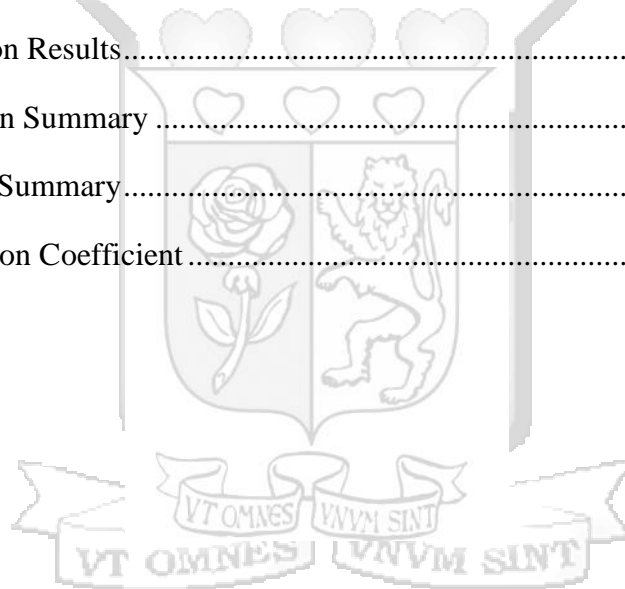 on Results..............................................................
n Summary ..........................................................
Summary..............................................................
on Coefficient .....................................................
VT OMNES VNVM SINT
VT OMNES VNVM SINT